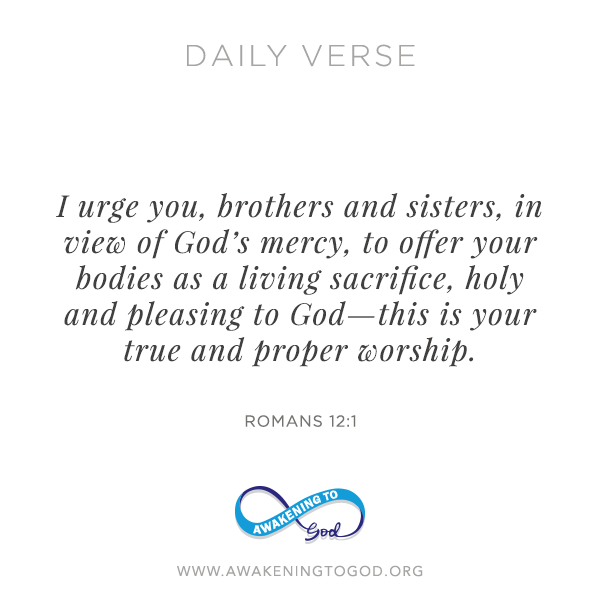 DAILY VERSE
I urge you, brothers and sisters, in
view of God’s mercy, to offer your
bodies as a living sacrifice, holy
and pleasing to God—this is your
true and proper worship.
ROMANS 12:1
AWAKENING TO
God
WWW.AWAKENINGTOGOD.ORG